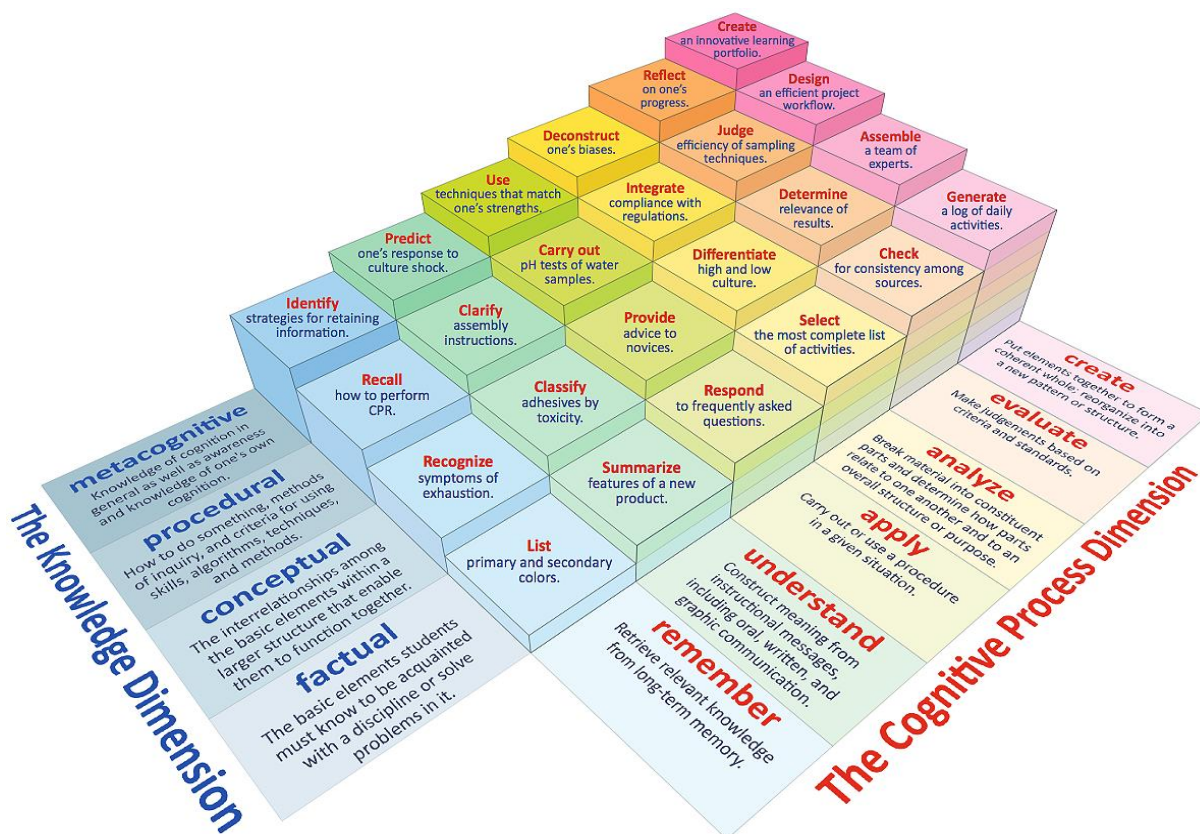 Create
an innovative learning
portfolio.
Reflect
on one's
progress.
Design
an efficient project
workflow.
Deconstruct
one's biases.
Judge
efficiency of sampling
techniques.
Assemble
a team of
experts.
Use
techniques that match
one's strengths.
Integrate
compliance with
regulations.
Determine
relevance of
results.
Generate
a log of daily
activities.
Predict
one's response to
culture shock.
Carry out
pH tests of water
samples.
Differentiate
high and low
culture.
Check
for consistency among
sources.
Identify
strategies for retaining
information.
Clarify
assembly
instructions.
Provide
advice to
novices.
Select
the most complete list
of activities.
Recall
how to perform
CPR.
Classify
adhesives by
toxicity.
Respond
to frequently asked
questions.
Recognize
symptoms of
exhaustion.
Summarize
features of a new
product.
List
primary and secondary
colors.
The Knowledge Dimension
metacognitive
Knowledge of cognition in
general as well as awareness
and knowledge of one's own
cognition.
procedural
How to do something, methods
of inquiry, and criteria for using
skills, algorithms, techniques,
and methods.
conceptual
The interrelationships among
the basic elements within a
larger structure that enable
them to function together.
factual
The basic elements students
must know to be acquainted
with a discipline or solve
problems in it.
The Cognitive Process Dimension
create
Put elements together to form a
coherent whole; reorganize into
a new pattern or structure.
evaluate
Make judgements based on
criteria and standards.
analyze
Break material into constituent
parts and determine how parts
relate to one another and to an
overall structure or purpose.
apply
Carry out or use a procedure
in a given situation.
understand
Construct meaning from
instructional messages,
including oral, written, and
graphic communication.
remember
Retrieve relevant knowledge
from long-term memory.